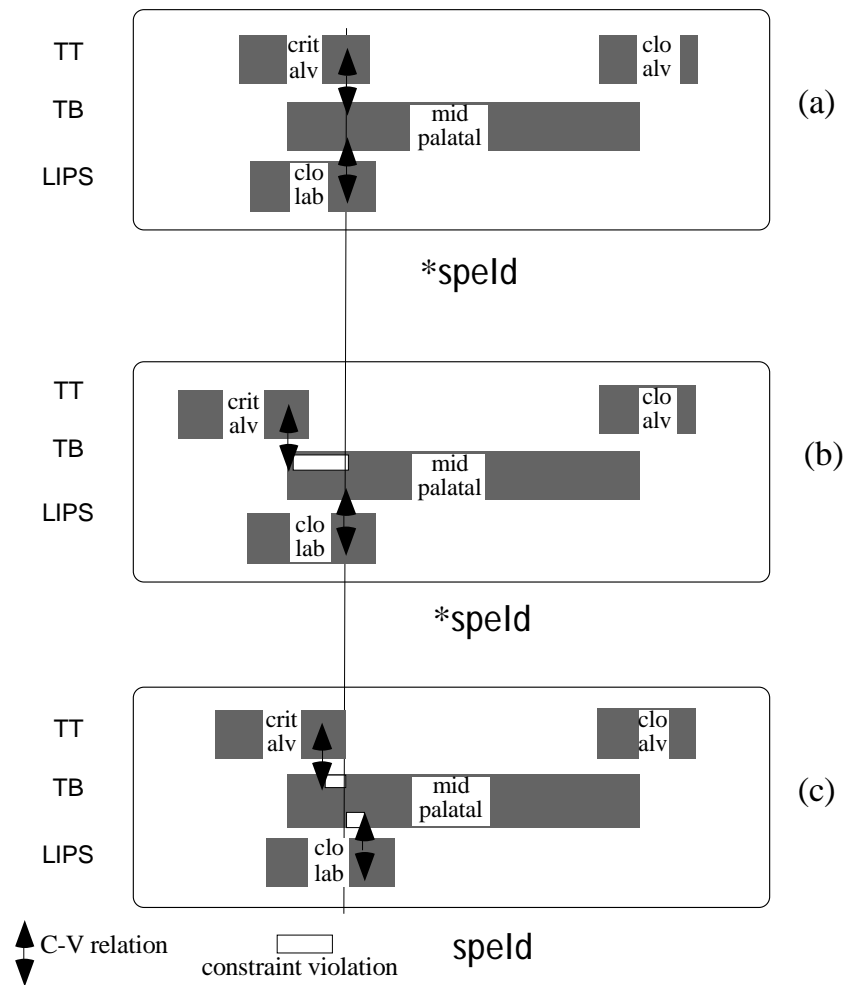 TT
crit
alv
clo
alv
TB
mid
palatal
(a)
LIPS
clo
lab
*speld
TT
crit
alv
clo
alv
TB
mid
palatal
(b)
LIPS
clo
lab
*speld
TT
crit
alv
clo
alv
TB
mid
palatal
(c)
LIPS
clo
lab
C-V relation
constraint violation
speld